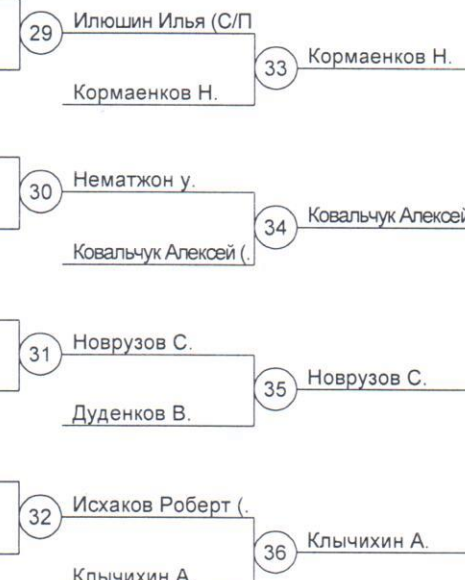 29
Илюшин Илья (С/П
Кормаенков Н.
33
Кормаенков Н.
30
Нематжон у.
Ковальчук Алексей (.
34
Ковальчук Алексей
31
Новрузов С.
Дуденков В.
35
Новрузов С.
32
Исхаков Роберт (.
Клычихин А.
36
Клычихин А.